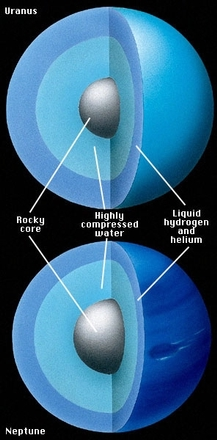 Uranus
Rocky
core
Highly
compressed
water
Liquid
hydrogen
and
helium
Neptune